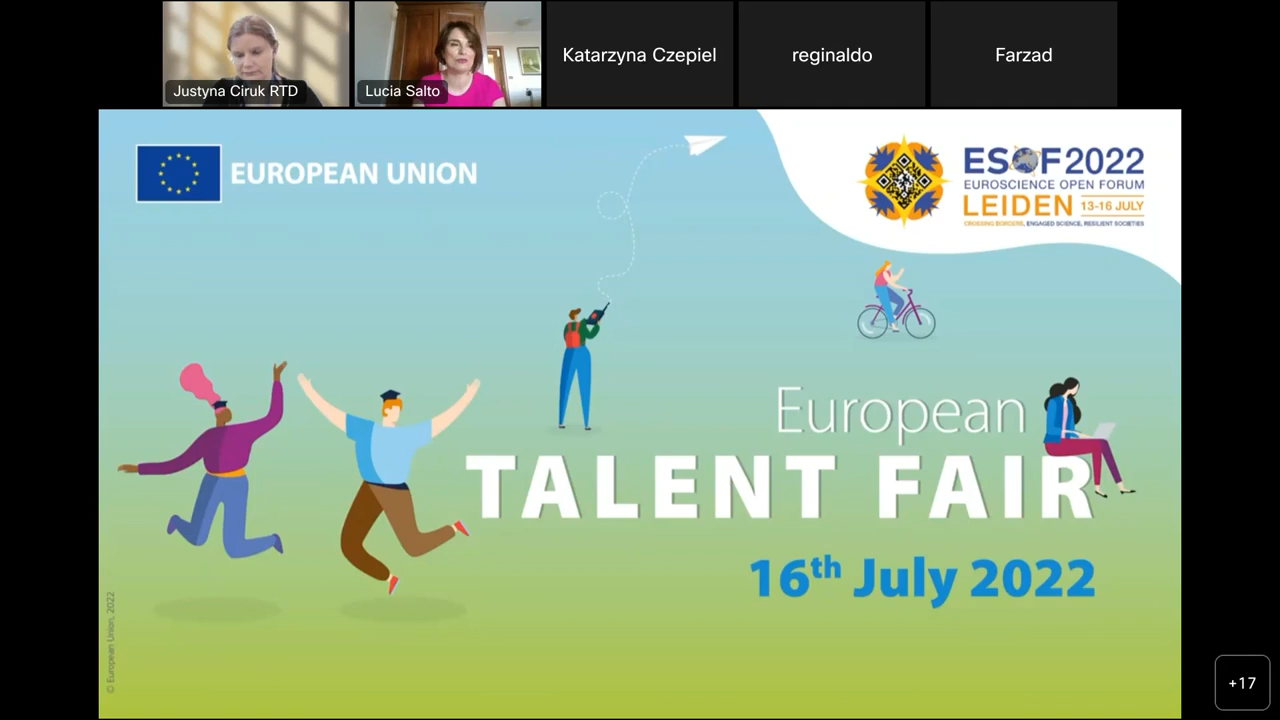 Justyna Ciruk RTD
Lucia Salto
Katarzyna Czepiel
reginaldo
Farzad
EUROPEAN UNION
ESOF2022
EUROSCIENCE OPEN FORUM
LEIDEN 13-16 JULY
CROSSING BORDERS, ENGAGED SCIENCE, RESILIENT SOCIETIES
European
TALENT FAIR
16th July 2022
© European Union, 2022
+17